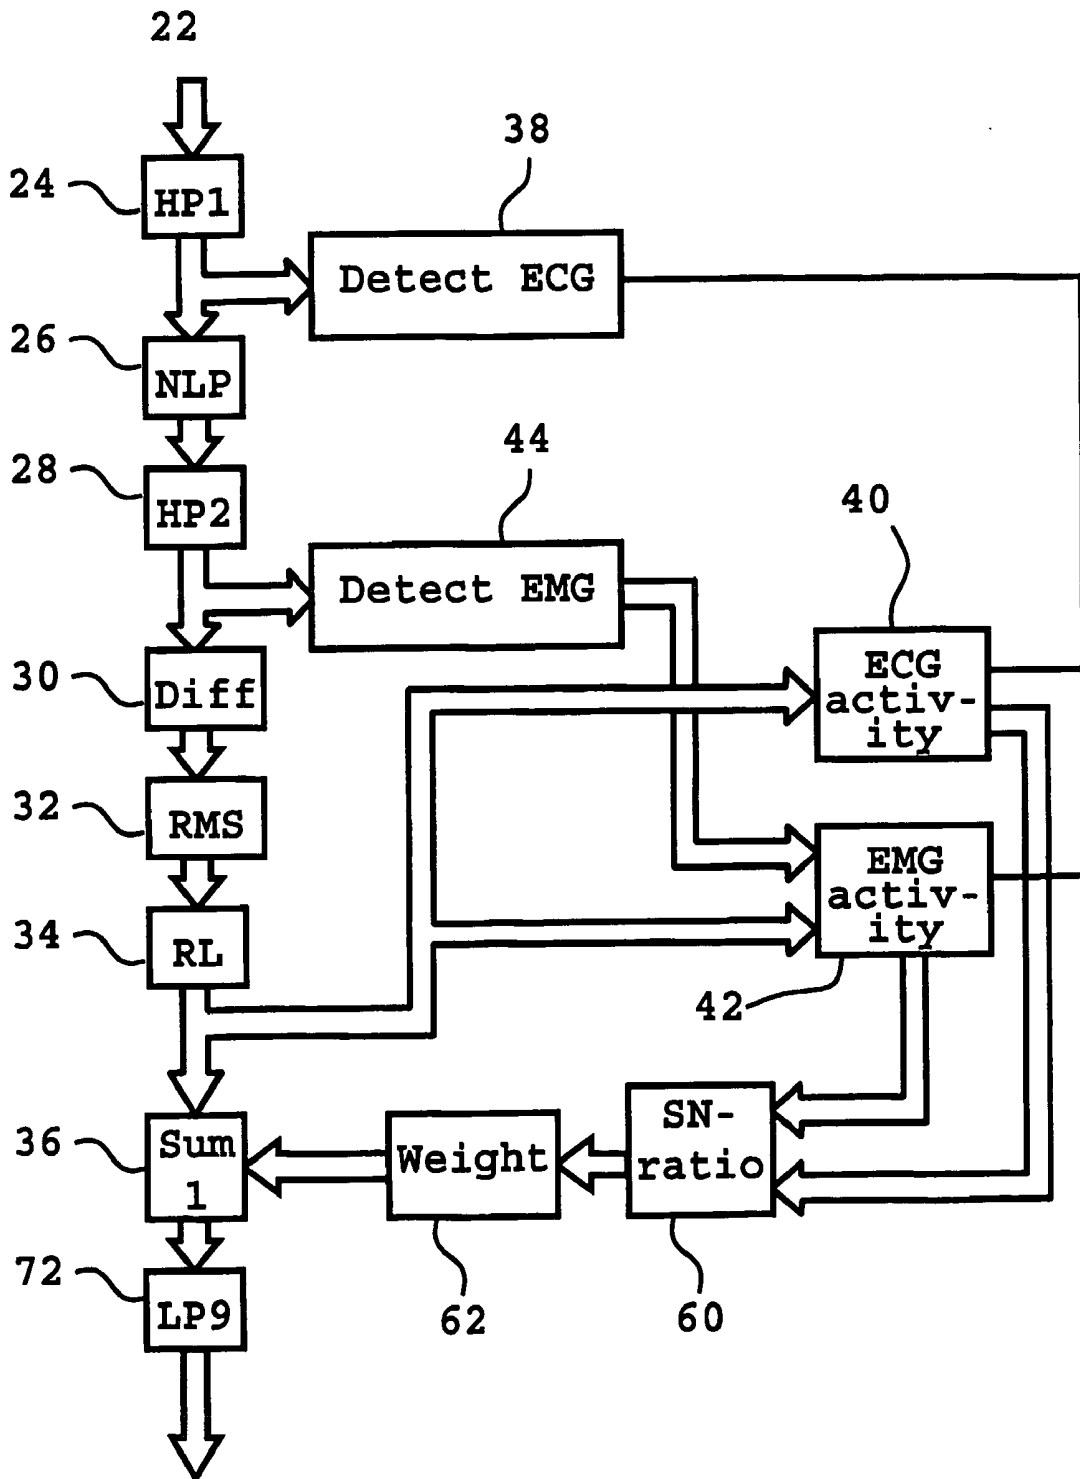 22
38
24
HP1
Detect ECG
26
NLP
44
28
HP2
40
Detect EMG
30
Diff
ECG
activ-
ity
32
RMS
EMG
activ-
ity
34
RL
42
36
Sum
1
Weight
SN-
ratio
72
LP9
62
60